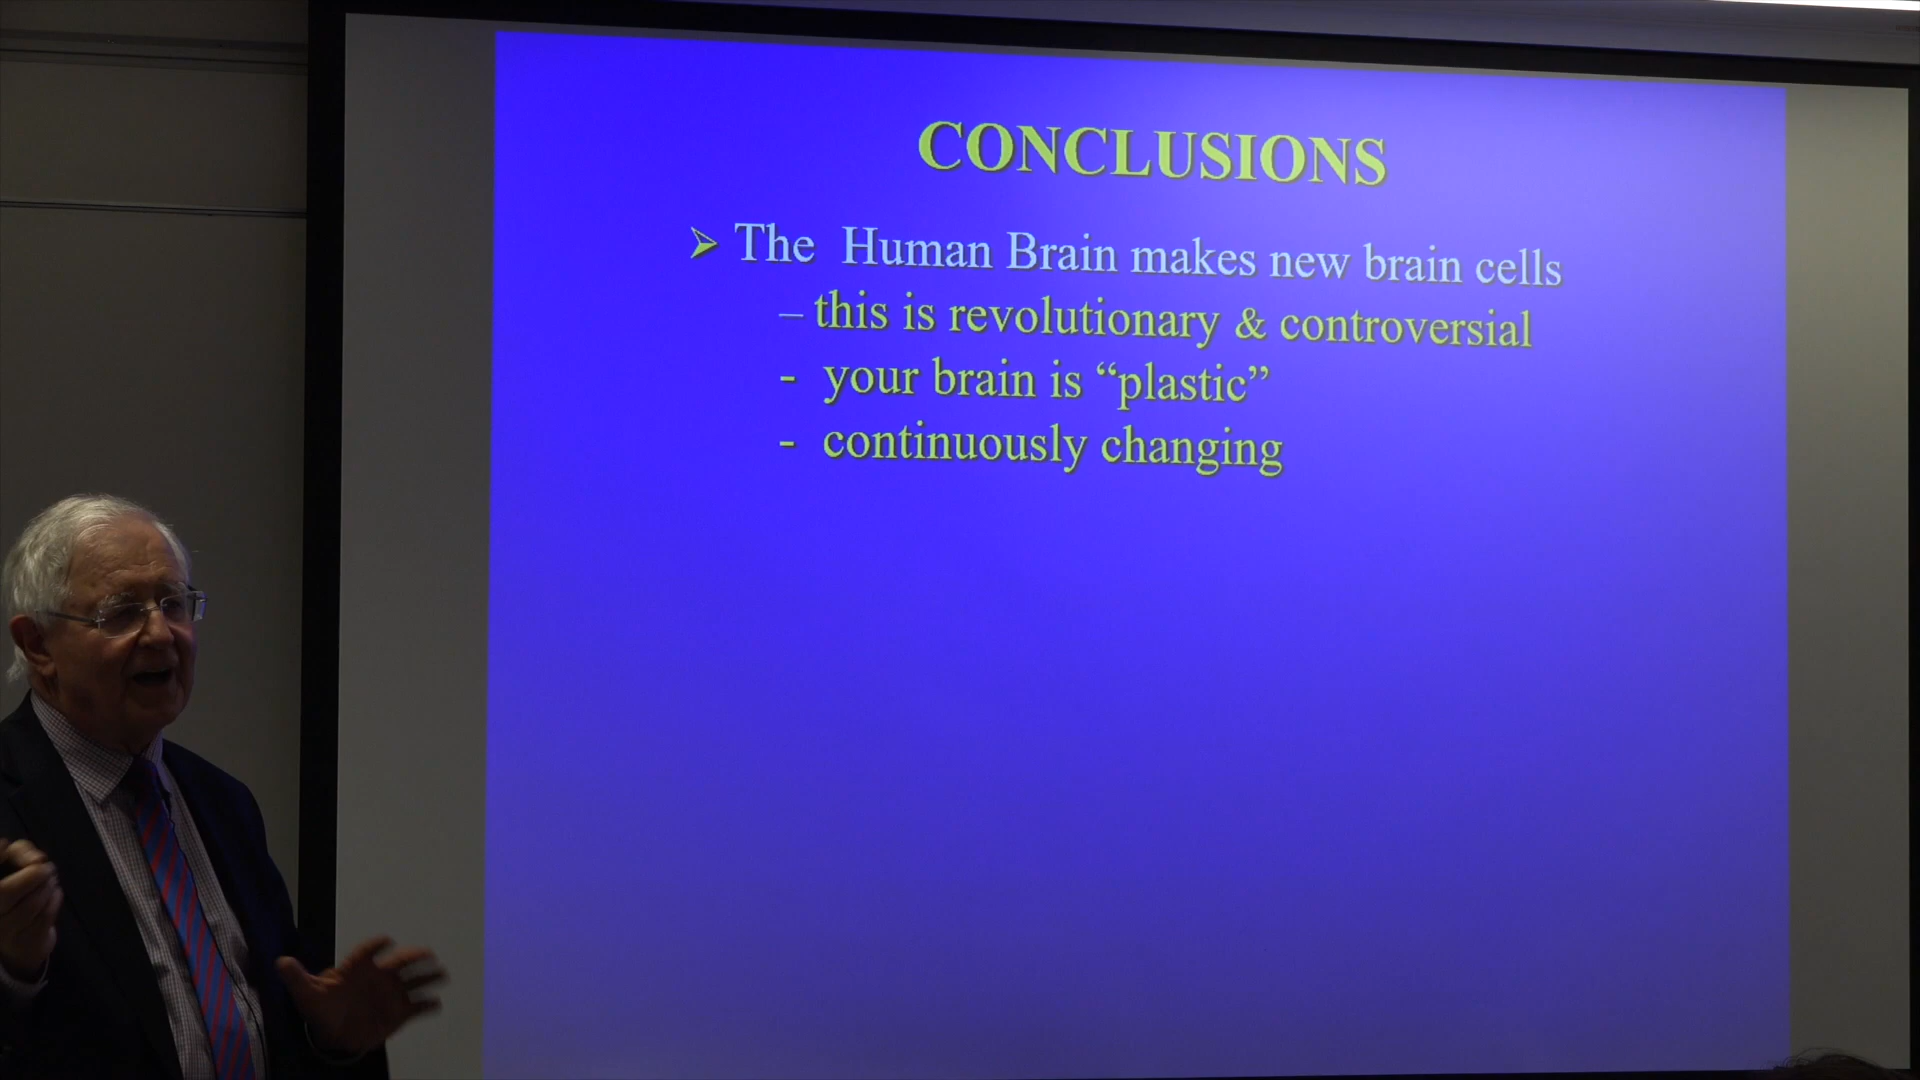 CONCLUSIONS
➢ The Human Brain makes new brain cells
– this is revolutionary & controversial
- your brain is “plastic”
- continuously changing